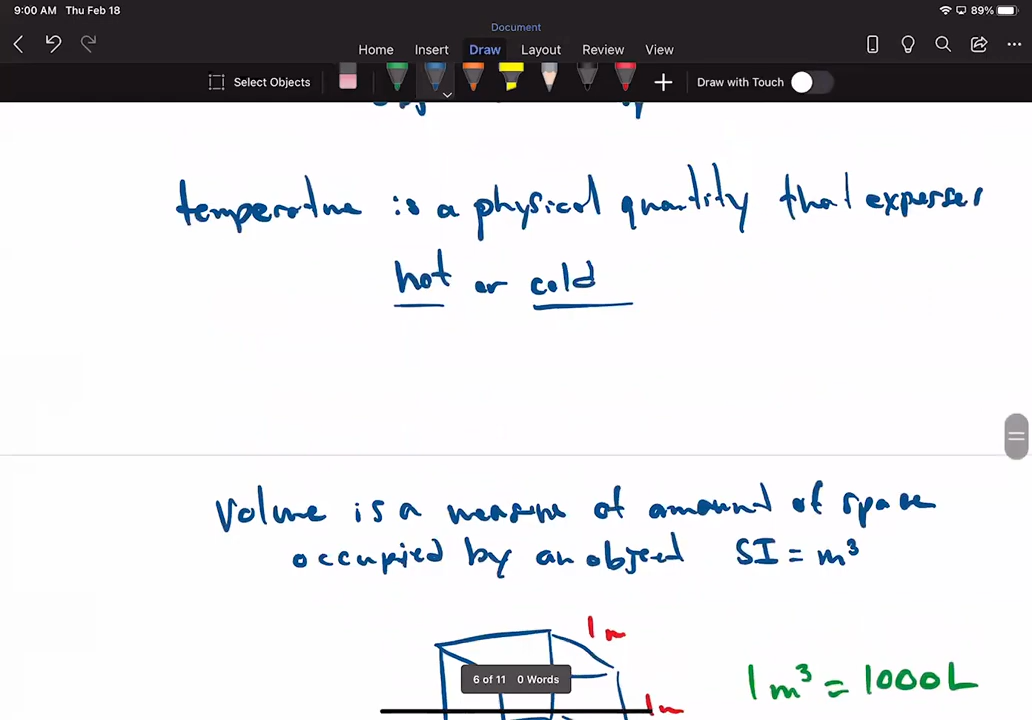 9:00 AM Thu Feb 18
89%
Document
Home Insert Draw Layout Review View
Select Objects
Draw with Touch
temperature is a physical quantity that expersses
hot or cold
Volume is a measure of amount of space
occupied by an object SI = m³
1m
1m³ = 1000L
6 of 11 0 Words
1m